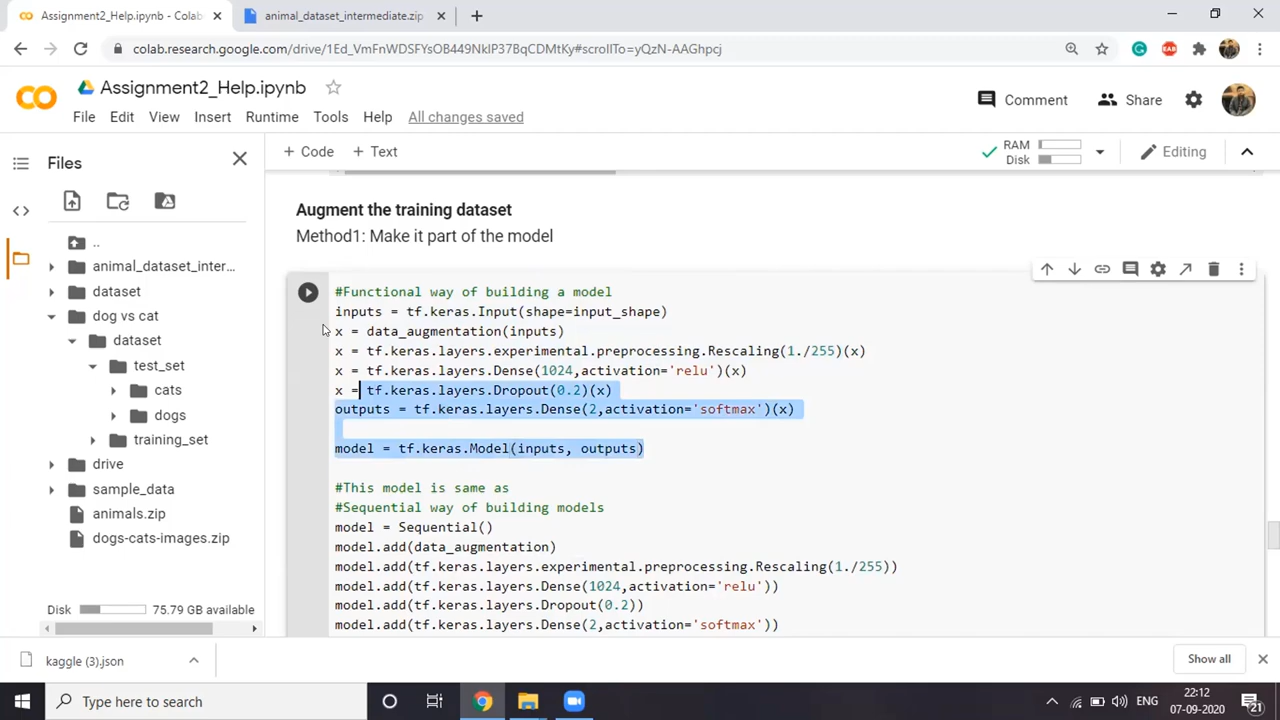 Assignment2_Help.ipynb - Colab
animal_dataset_intermediate.zip
colab.research.google.com/drive/1Ed_VmFnWDSFYsOB449NklP37BqCDMtKy#scrollTo=yQzN-AAGhpcj
Assignment2_Help.ipynb
Comment
Share
File Edit View Insert Runtime Tools Help All changes saved
+ Code + Text
RAM
Disk
Editing
Files
..
animal_dataset_inter...
dataset
dog vs cat
dataset
test_set
cats
dogs
training_set
drive
sample_data
animals.zip
dogs-cats-images.zip
Disk 75.79 GB available
Augment the training dataset
Method1: Make it part of the model
#Functional way of building a model
inputs = tf.keras.Input(shape=input_shape)
x = data_augmentation(inputs)
x = tf.keras.layers.experimental.preprocessing.Rescaling(1./255)(x)
x = tf.keras.layers.Dense(1024,activation='relu')(x)
x = tf.keras.layers.Dropout(0.2)(x)
outputs = tf.keras.layers.Dense(2,activation='softmax')(x)
model = tf.keras.Model(inputs, outputs)
#This model is same as
#Sequential way of building models
model = Sequential()
model.add(data_augmentation)
model.add(tf.keras.layers.experimental.preprocessing.Rescaling(1./255))
model.add(tf.keras.layers.Dense(1024,activation='relu'))
model.add(tf.keras.layers.Dropout(0.2))
model.add(tf.keras.layers.Dense(2,activation='softmax'))
kaggle (3).json
Show all
Type here to search
ENG
22:12
07-09-2020
21